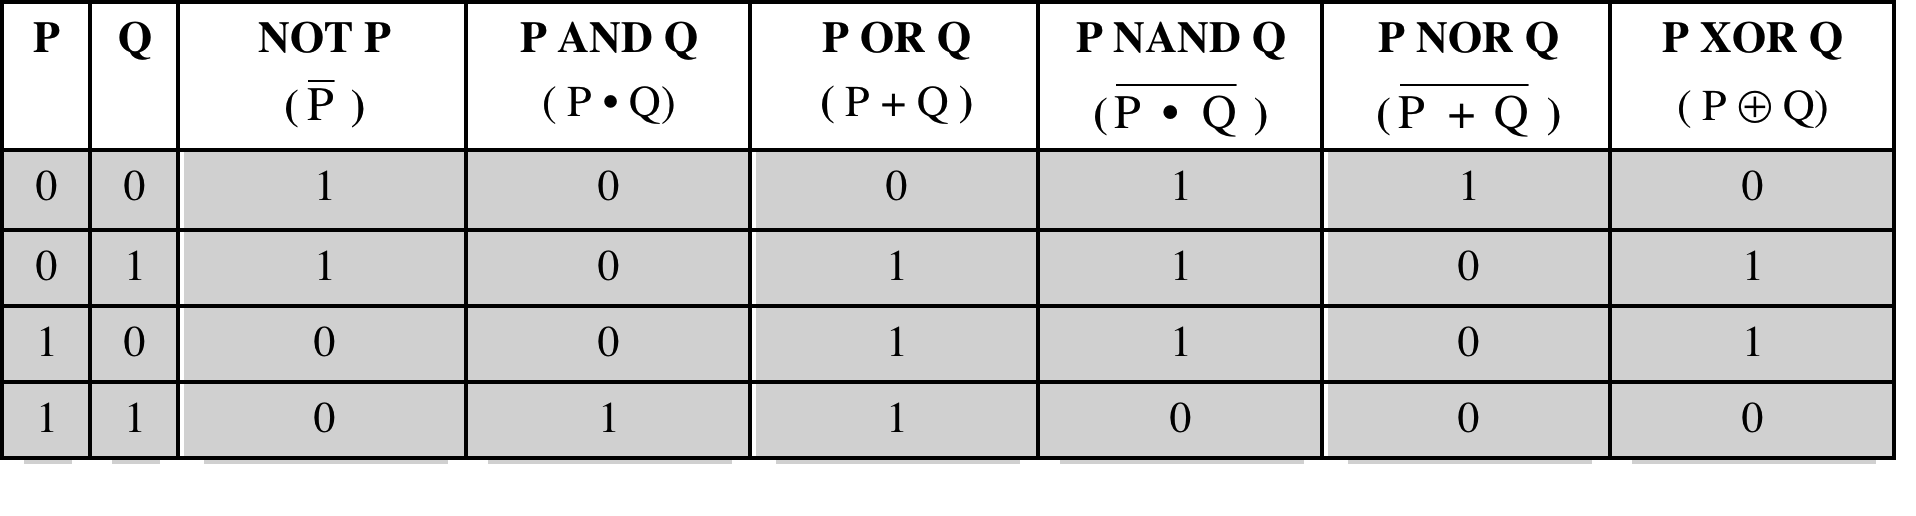 P Q NOT P P AND Q P OR Q P NAND Q P NOR Q P XOR Q
( P̅ ) ( P • Q) ( P + Q ) ( P̅ ̅•̅ ̅Q̅ ) ( P̅ ̅+̅ ̅Q̅ ) ( P ⊕ Q)
0 0 1 0 0 1 1 0
0 1 1 0 1 1 0 1
1 0 0 0 1 1 0 1
1 1 0 1 1 0 0 0